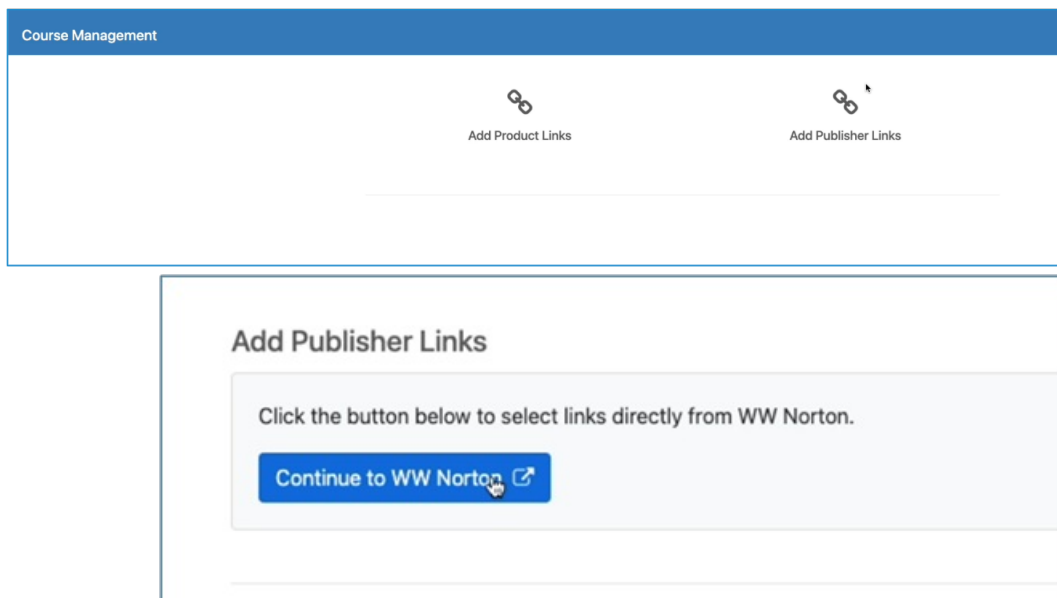 Course Management
Add Product Links
Add Publisher Links
Add Publisher Links
Click the button below to select links directly from WW Norton.
Continue to WW Norton